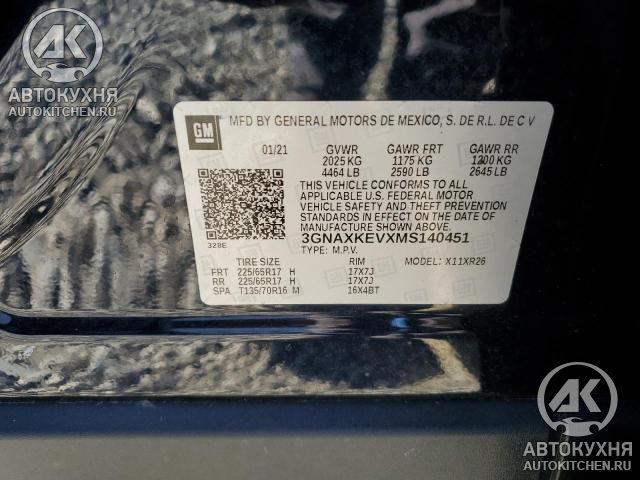 АВТОКУХНЯ
AUTOKITCHEN.RU
GM
MFD BY GENERAL MOTORS DE MEXICO, S. DE R.L. DE C V
01/21 GVWR GAWR FRT GAWR RR
2025 KG 1175 KG 1200 KG
4464 LB 2590 LB 2645 LB
THIS VEHICLE CONFORMS TO ALL
APPLICABLE U.S. FEDERAL MOTOR
VEHICLE SAFETY AND THEFT PREVENTION
STANDARDS IN EFFECT ON THE DATE OF
MANUFACTURE SHOWN ABOVE.
328E 3GNAXKEVXMS140451
TYPE: M.P.V.
TIRE SIZE RIM MODEL: X11XR26
FRT 225/65R17 H 17X7J
RR 225/65R17 H 17X7J
SPA T135/70R16 M 16X4BT
АК
АВТОКУХНЯ
AUTOKITCHEN.RU